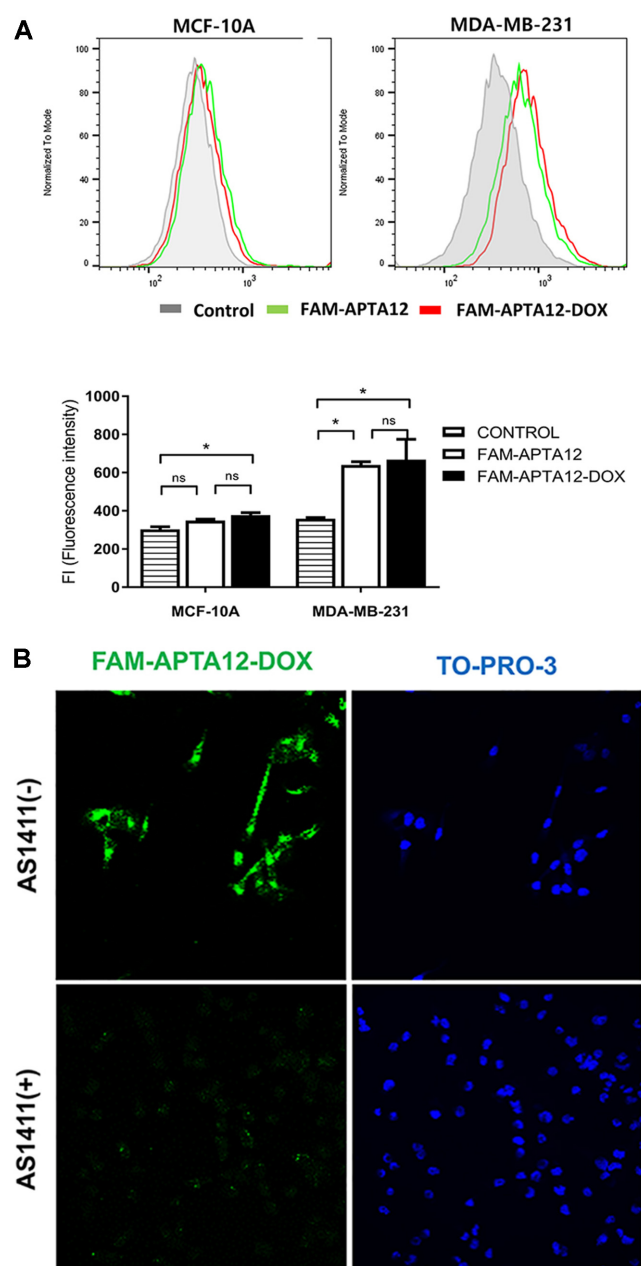 A
MCF-10A
MDA-MB-231
Normalized To Mode
100
80
60
40
20
0
10² 10³
Normalized To Mode
100
80
60
40
20
0
10² 10³
Control FAM-APTA12 FAM-APTA12-DOX
FI (Fluorescence intensity)
1000
800
600
400
200
0
*
ns ns
*
* ns
MCF-10A MDA-MB-231
CONTROL
FAM-APTA12
FAM-APTA12-DOX
B
FAM-APTA12-DOX TO-PRO-3
AS1411(-)
AS1411(+)